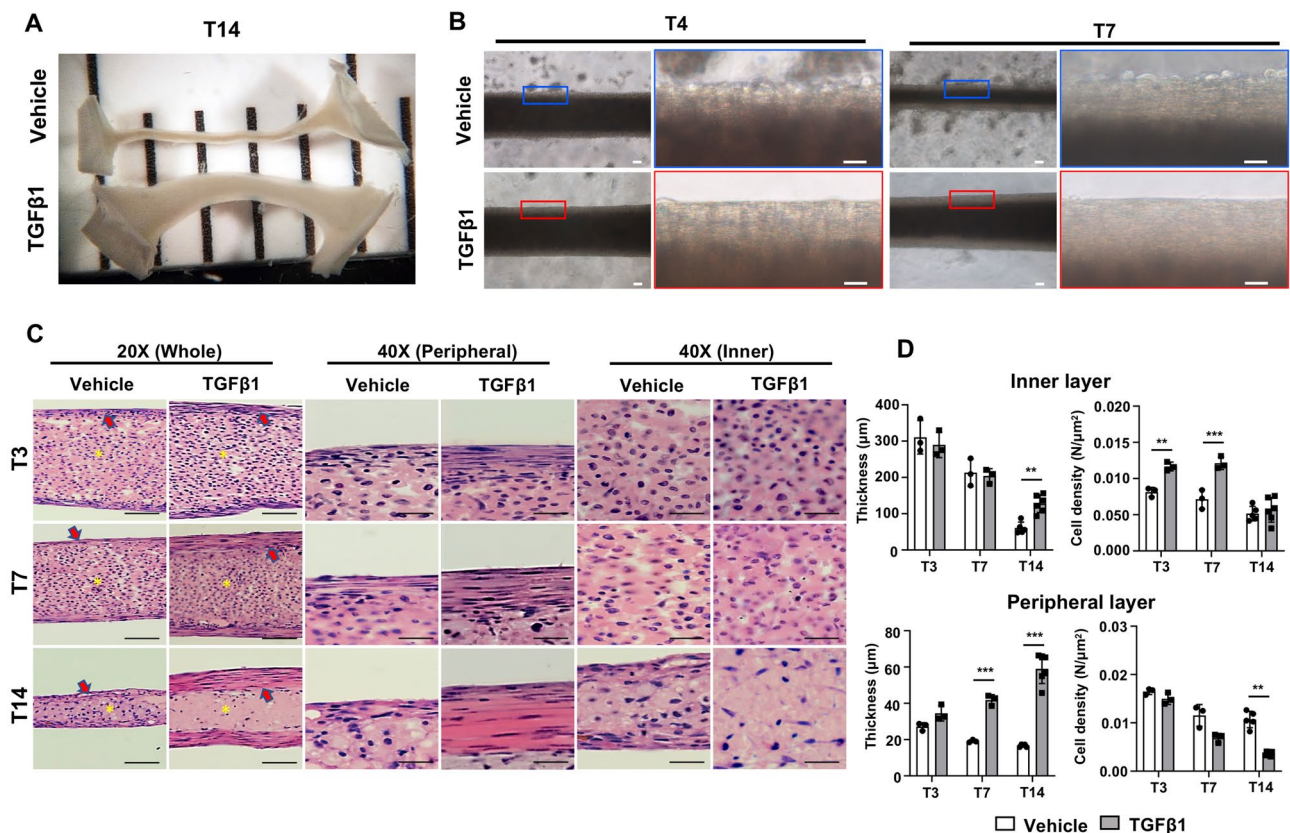 A
T14
Vehicle
TGFβ1
B
T4
T7
Vehicle
TGFβ1
C
20X (Whole)
40X (Peripheral)
40X (Inner)
Vehicle
TGFβ1
Vehicle
TGFβ1
Vehicle
TGFβ1
T3
*
*
T7
*
*
T14
*
*
D
Inner layer
Thickness (μm)
400
300
200
100
0
**
T3
T7
T14
Cell density (N/μm²)
0.020
0.015
0.010
0.050
0.000
**
***
T3
T7
T14
Peripheral layer
Thickness (μm)
80
60
40
20
0
***
***
T3
T7
T14
Cell density (N/μm²)
0.03
0.02
0.01
0.00
**
T3
T7
T14
Vehicle
TGFβ1